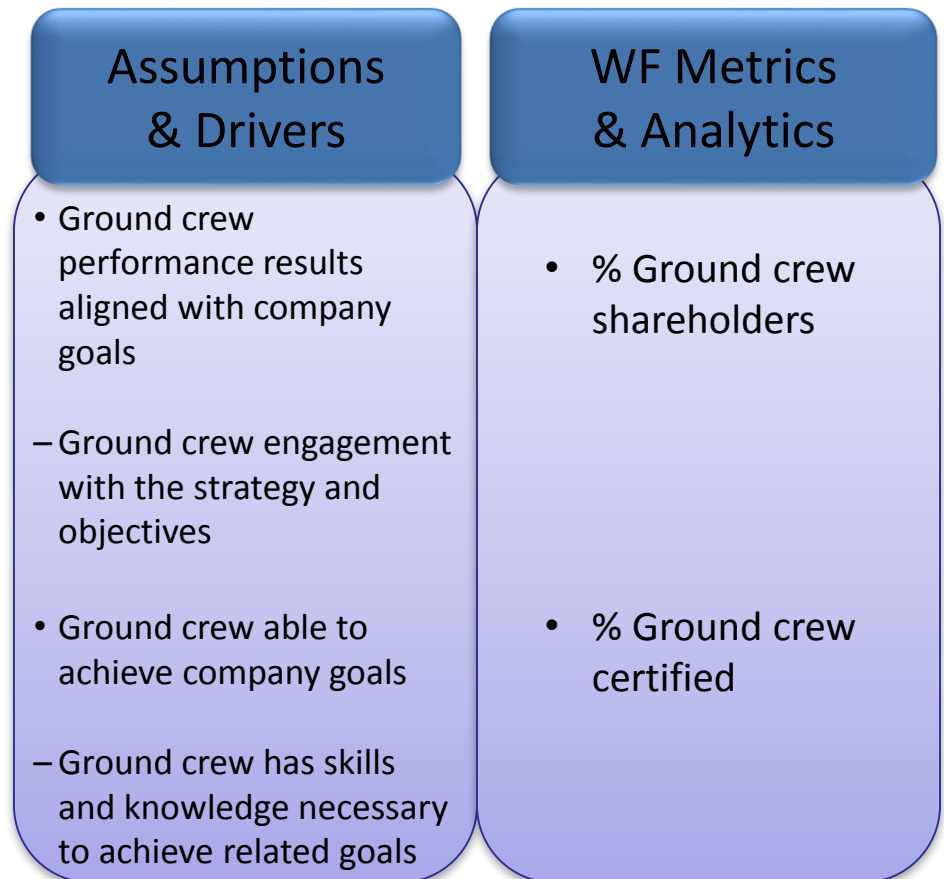 Assumptions
& Drivers
• Ground crew
performance results
aligned with company
goals
– Ground crew engagement
with the strategy and
objectives
• Ground crew able to
achieve company goals
– Ground crew has skills
and knowledge necessary
to achieve related goals
WF Metrics
& Analytics
• % Ground crew
shareholders
• % Ground crew
certified